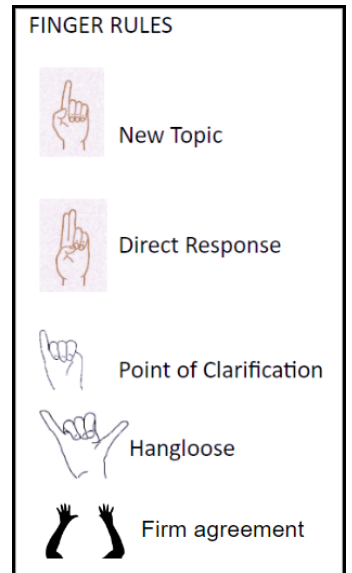 FINGER RULES
New Topic
Direct Response
Point of Clarification
Hangloose
Firm agreement